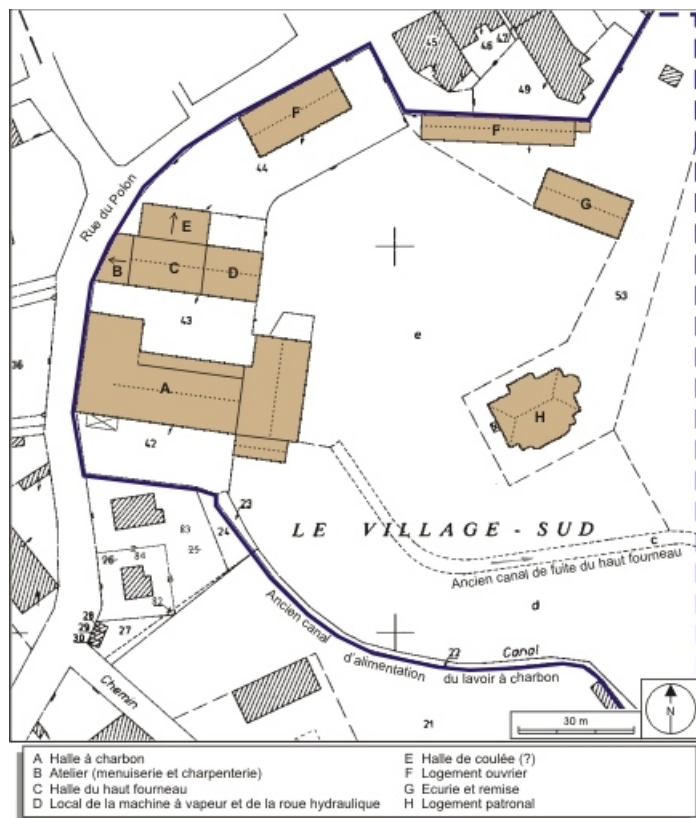 45
46
47
49
F
F
44
Rue du Polon
E
G
B
C
D
53
43
e
36
A
H
42
23
24
LE VILLAGE - SUD
83
25
96
84
c
Ancien canal de fuite du haut fourneau
82
d
28
29
30
27
Ancien canal
d'alimentation
22
Canal
du lavoir à charbon
Chemin
21
30 m
N
A Halle à charbon
B Atelier (menuiserie et charpenterie)
C Halle du haut fourneau
D Local de la machine à vapeur et de la roue hydraulique
E Halle de coulée (?)
F Logement ouvrier
G Ecurie et remise
H Logement patronal